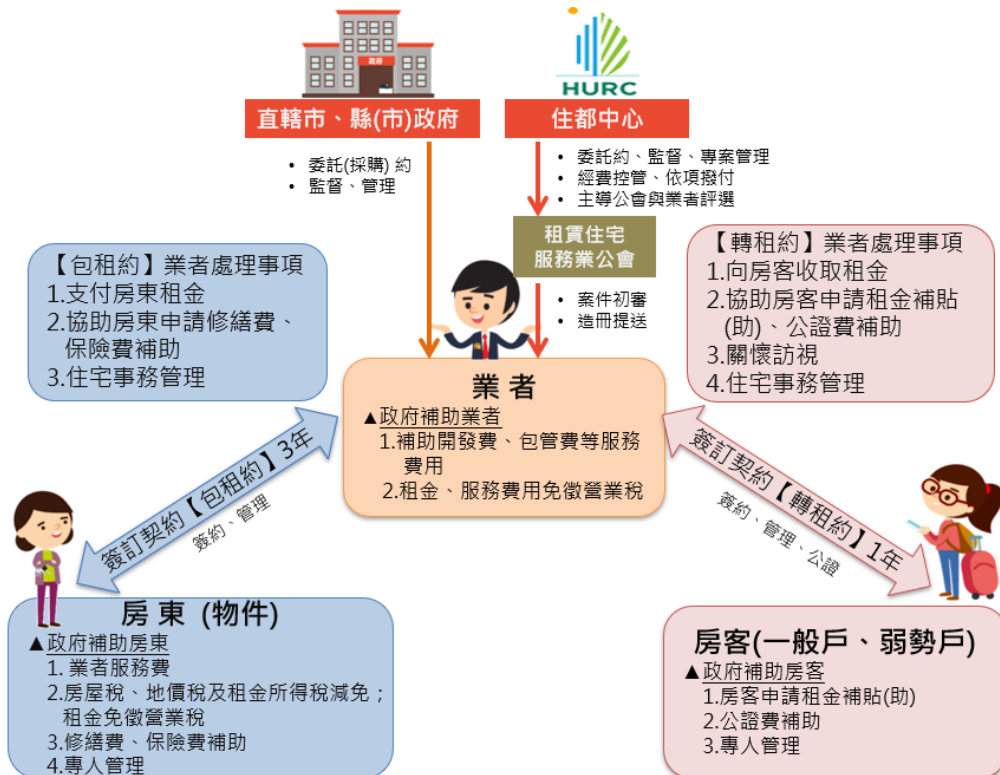 政府
HURC
直轄市、縣(市)政府
住都中心
• 委託(採購) 約
• 監督、管理
• 委託約、監督、專案管理
• 經費控管、依項撥付
• 主導公會與業者評選
租賃住宅
服務業公會
• 案件初審
• 造冊提送
【包租約】業者處理事項
1.支付房東租金
2.協助房東申請修繕費、
保險費補助
3.住宅事務管理
【轉租約】業者處理事項
1.向房客收取租金
2.協助房客申請租金補貼
(助)、公證費補助
3.關懷訪視
4.住宅事務管理
業者
▲政府補助業者
1.補助開發費、包管費等服務
費用
2.租金、服務費用免徵營業稅
簽訂契約【包租約】3年
簽約、管理
簽訂契約【轉租約】1年
簽約、管理、公證
房東 (物件)
▲政府補助房東
1. 業者服務費
2.房屋稅、地價稅及租金所得稅減免；
租金免徵營業稅
3.修繕費、保險費補助
4.專人管理
房客(一般戶、弱勢戶)
▲政府補助房客
1.房客申請租金補貼(助)
2.公證費補助
3.專人管理